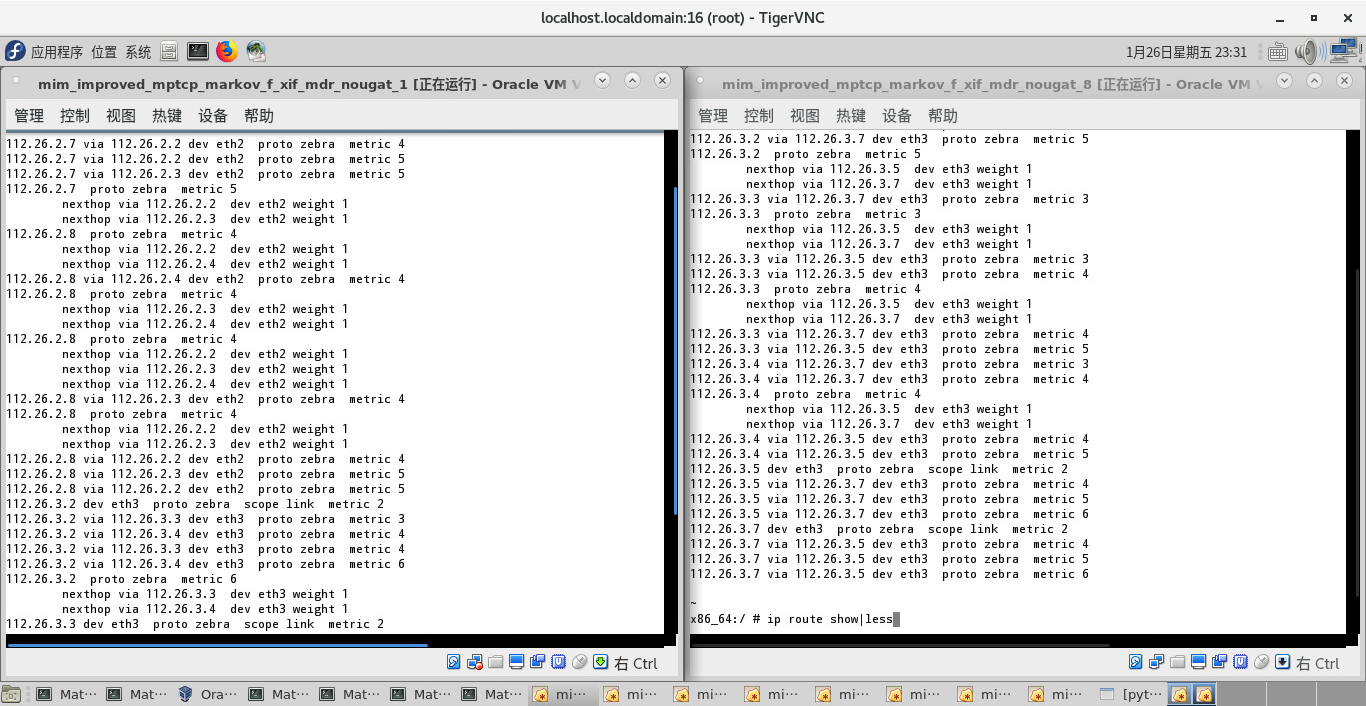 localhost.localdomain:16 (root) - TigerVNC
应用程序 位置 系统
1月26日星期五 23:31
mim_improved_mptcp_markov_f_xif_mdr_nougat_1 [正在运行] - Oracle VM V
管理 控制 视图 热键 设备 帮助
112.26.2.7 via 112.26.2.2 dev eth2  proto zebra  metric 4
112.26.2.7 via 112.26.2.2 dev eth2  proto zebra  metric 5
112.26.2.7 via 112.26.2.3 dev eth2  proto zebra  metric 5
112.26.2.7  proto zebra  metric 5
        nexthop via 112.26.2.2  dev eth2 weight 1
        nexthop via 112.26.2.3  dev eth2 weight 1
112.26.2.8  proto zebra  metric 4
        nexthop via 112.26.2.2  dev eth2 weight 1
        nexthop via 112.26.2.4  dev eth2 weight 1
112.26.2.8 via 112.26.2.4 dev eth2  proto zebra  metric 4
112.26.2.8  proto zebra  metric 4
        nexthop via 112.26.2.3  dev eth2 weight 1
        nexthop via 112.26.2.4  dev eth2 weight 1
112.26.2.8  proto zebra  metric 4
        nexthop via 112.26.2.2  dev eth2 weight 1
        nexthop via 112.26.2.3  dev eth2 weight 1
        nexthop via 112.26.2.4  dev eth2 weight 1
112.26.2.8 via 112.26.2.3 dev eth2  proto zebra  metric 4
112.26.2.8  proto zebra  metric 4
        nexthop via 112.26.2.2  dev eth2 weight 1
        nexthop via 112.26.2.3  dev eth2 weight 1
112.26.2.8 via 112.26.2.2 dev eth2  proto zebra  metric 4
112.26.2.8 via 112.26.2.3 dev eth2  proto zebra  metric 5
112.26.2.8 via 112.26.2.2 dev eth2  proto zebra  metric 5
112.26.3.2 dev eth3  proto zebra  scope link  metric 2
112.26.3.2 via 112.26.3.3 dev eth3  proto zebra  metric 3
112.26.3.2 via 112.26.3.4 dev eth3  proto zebra  metric 4
112.26.3.2 via 112.26.3.3 dev eth3  proto zebra  metric 4
112.26.3.2 via 112.26.3.4 dev eth3  proto zebra  metric 6
112.26.3.2  proto zebra  metric 6
        nexthop via 112.26.3.3  dev eth3 weight 1
        nexthop via 112.26.3.4  dev eth3 weight 1
112.26.3.3 dev eth3  proto zebra  scope link  metric 2
右 Ctrl
mim_improved_mptcp_markov_f_xif_mdr_nougat_8 [正在运行] - Oracle VM V
管理 控制 视图 热键 设备 帮助
112.26.3.2 via 112.26.3.7 dev eth3  proto zebra  metric 5
112.26.3.2  proto zebra  metric 5
        nexthop via 112.26.3.5  dev eth3 weight 1
        nexthop via 112.26.3.7  dev eth3 weight 1
112.26.3.3 via 112.26.3.7 dev eth3  proto zebra  metric 3
112.26.3.3  proto zebra  metric 3
        nexthop via 112.26.3.5  dev eth3 weight 1
        nexthop via 112.26.3.7  dev eth3 weight 1
112.26.3.3 via 112.26.3.5 dev eth3  proto zebra  metric 3
112.26.3.3 via 112.26.3.5 dev eth3  proto zebra  metric 4
112.26.3.3  proto zebra  metric 4
        nexthop via 112.26.3.5  dev eth3 weight 1
        nexthop via 112.26.3.7  dev eth3 weight 1
112.26.3.3 via 112.26.3.7 dev eth3  proto zebra  metric 4
112.26.3.3 via 112.26.3.5 dev eth3  proto zebra  metric 5
112.26.3.4 via 112.26.3.7 dev eth3  proto zebra  metric 3
112.26.3.4 via 112.26.3.7 dev eth3  proto zebra  metric 4
112.26.3.4  proto zebra  metric 4
        nexthop via 112.26.3.5  dev eth3 weight 1
        nexthop via 112.26.3.7  dev eth3 weight 1
112.26.3.4 via 112.26.3.5 dev eth3  proto zebra  metric 4
112.26.3.4 via 112.26.3.5 dev eth3  proto zebra  metric 5
112.26.3.5 dev eth3  proto zebra  scope link  metric 2
112.26.3.5 via 112.26.3.7 dev eth3  proto zebra  metric 4
112.26.3.5 via 112.26.3.7 dev eth3  proto zebra  metric 5
112.26.3.5 via 112.26.3.7 dev eth3  proto zebra  metric 6
112.26.3.7 dev eth3  proto zebra  scope link  metric 2
112.26.3.7 via 112.26.3.5 dev eth3  proto zebra  metric 4
112.26.3.7 via 112.26.3.5 dev eth3  proto zebra  metric 5
112.26.3.7 via 112.26.3.5 dev eth3  proto zebra  metric 6
~
x86_64:/ # ip route show|less
右 Ctrl
Mat··· Mat··· Ora··· Mat··· Mat··· Mat··· Mat··· mi··· mi··· mi··· mi··· mi··· mi··· mi··· mi··· [pyt···